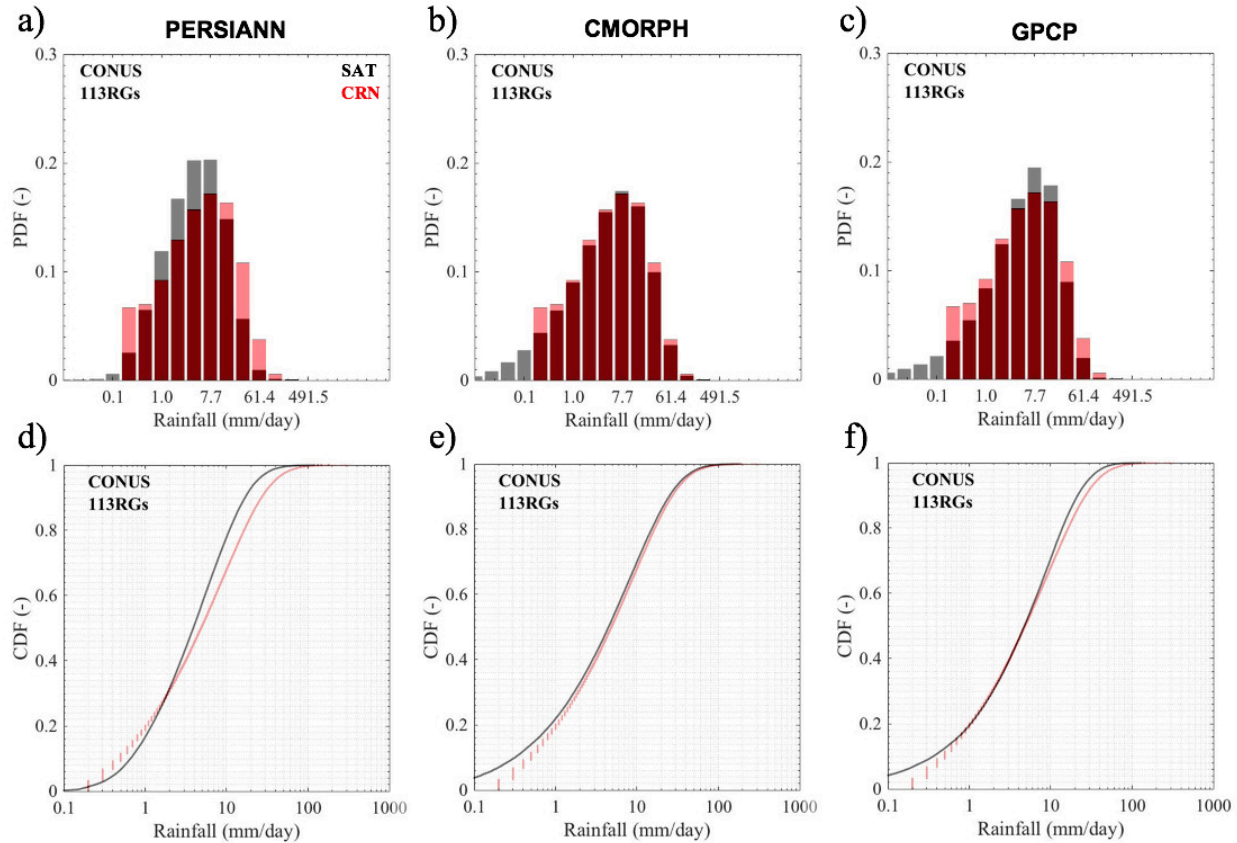 a)
PERSIANN
b)
CMORPH
c)
GPCP
0.3
0.2
0.1
0
PDF (-)
CONUS
113RGs
SAT
CRN
0.1 1.0 7.7 61.4 491.5
Rainfall (mm/day)
0.3
0.2
0.1
0
PDF (-)
CONUS
113RGs
0.1 1.0 7.7 61.4 491.5
Rainfall (mm/day)
0.3
0.2
0.1
0
PDF (-)
CONUS
113RGs
0.1 1.0 7.7 61.4 491.5
Rainfall (mm/day)
d)
e)
f)
1
0.8
0.6
0.4
0.2
0
CDF (-)
CONUS
113RGs
0.1 1 10 100 1000
Rainfall (mm/day)
1
0.8
0.6
0.4
0.2
0
CDF (-)
CONUS
113RGs
0.1 1 10 100 1000
Rainfall (mm/day)
1
0.8
0.6
0.4
0.2
0
CDF (-)
CONUS
113RGs
0.1 1 10 100 1000
Rainfall (mm/day)